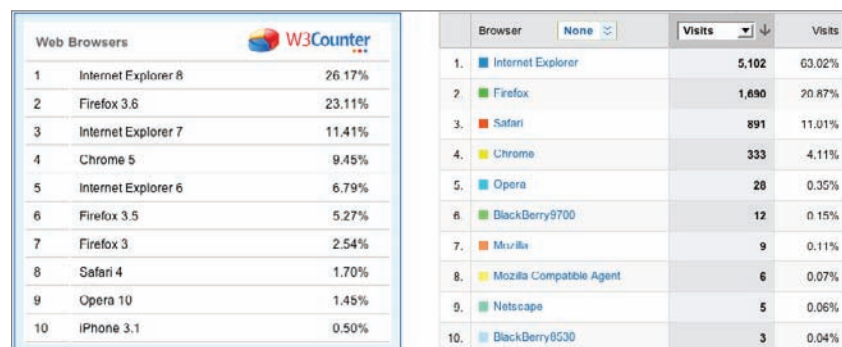 Web Browsers W3Counter
1 Internet Explorer 8 26.17%
2 Firefox 3.6 23.11%
3 Internet Explorer 7 11.41%
4 Chrome 5 9.45%
5 Internet Explorer 6 6.79%
6 Firefox 3.5 5.27%
7 Firefox 3 2.54%
8 Safari 4 1.70%
9 Opera 10 1.45%
10 iPhone 3.1 0.50%
Browser None Visits Visits
1. Internet Explorer 5,102 63.02%
2. Firefox 1,690 20.87%
3. Safari 891 11.01%
4. Chrome 333 4.11%
5. Opera 28 0.35%
6. BlackBerry9700 12 0.15%
7. Mozilla 9 0.11%
8. Mozilla Compatible Agent 6 0.07%
9. Netscape 5 0.06%
10. BlackBerry8530 3 0.04%